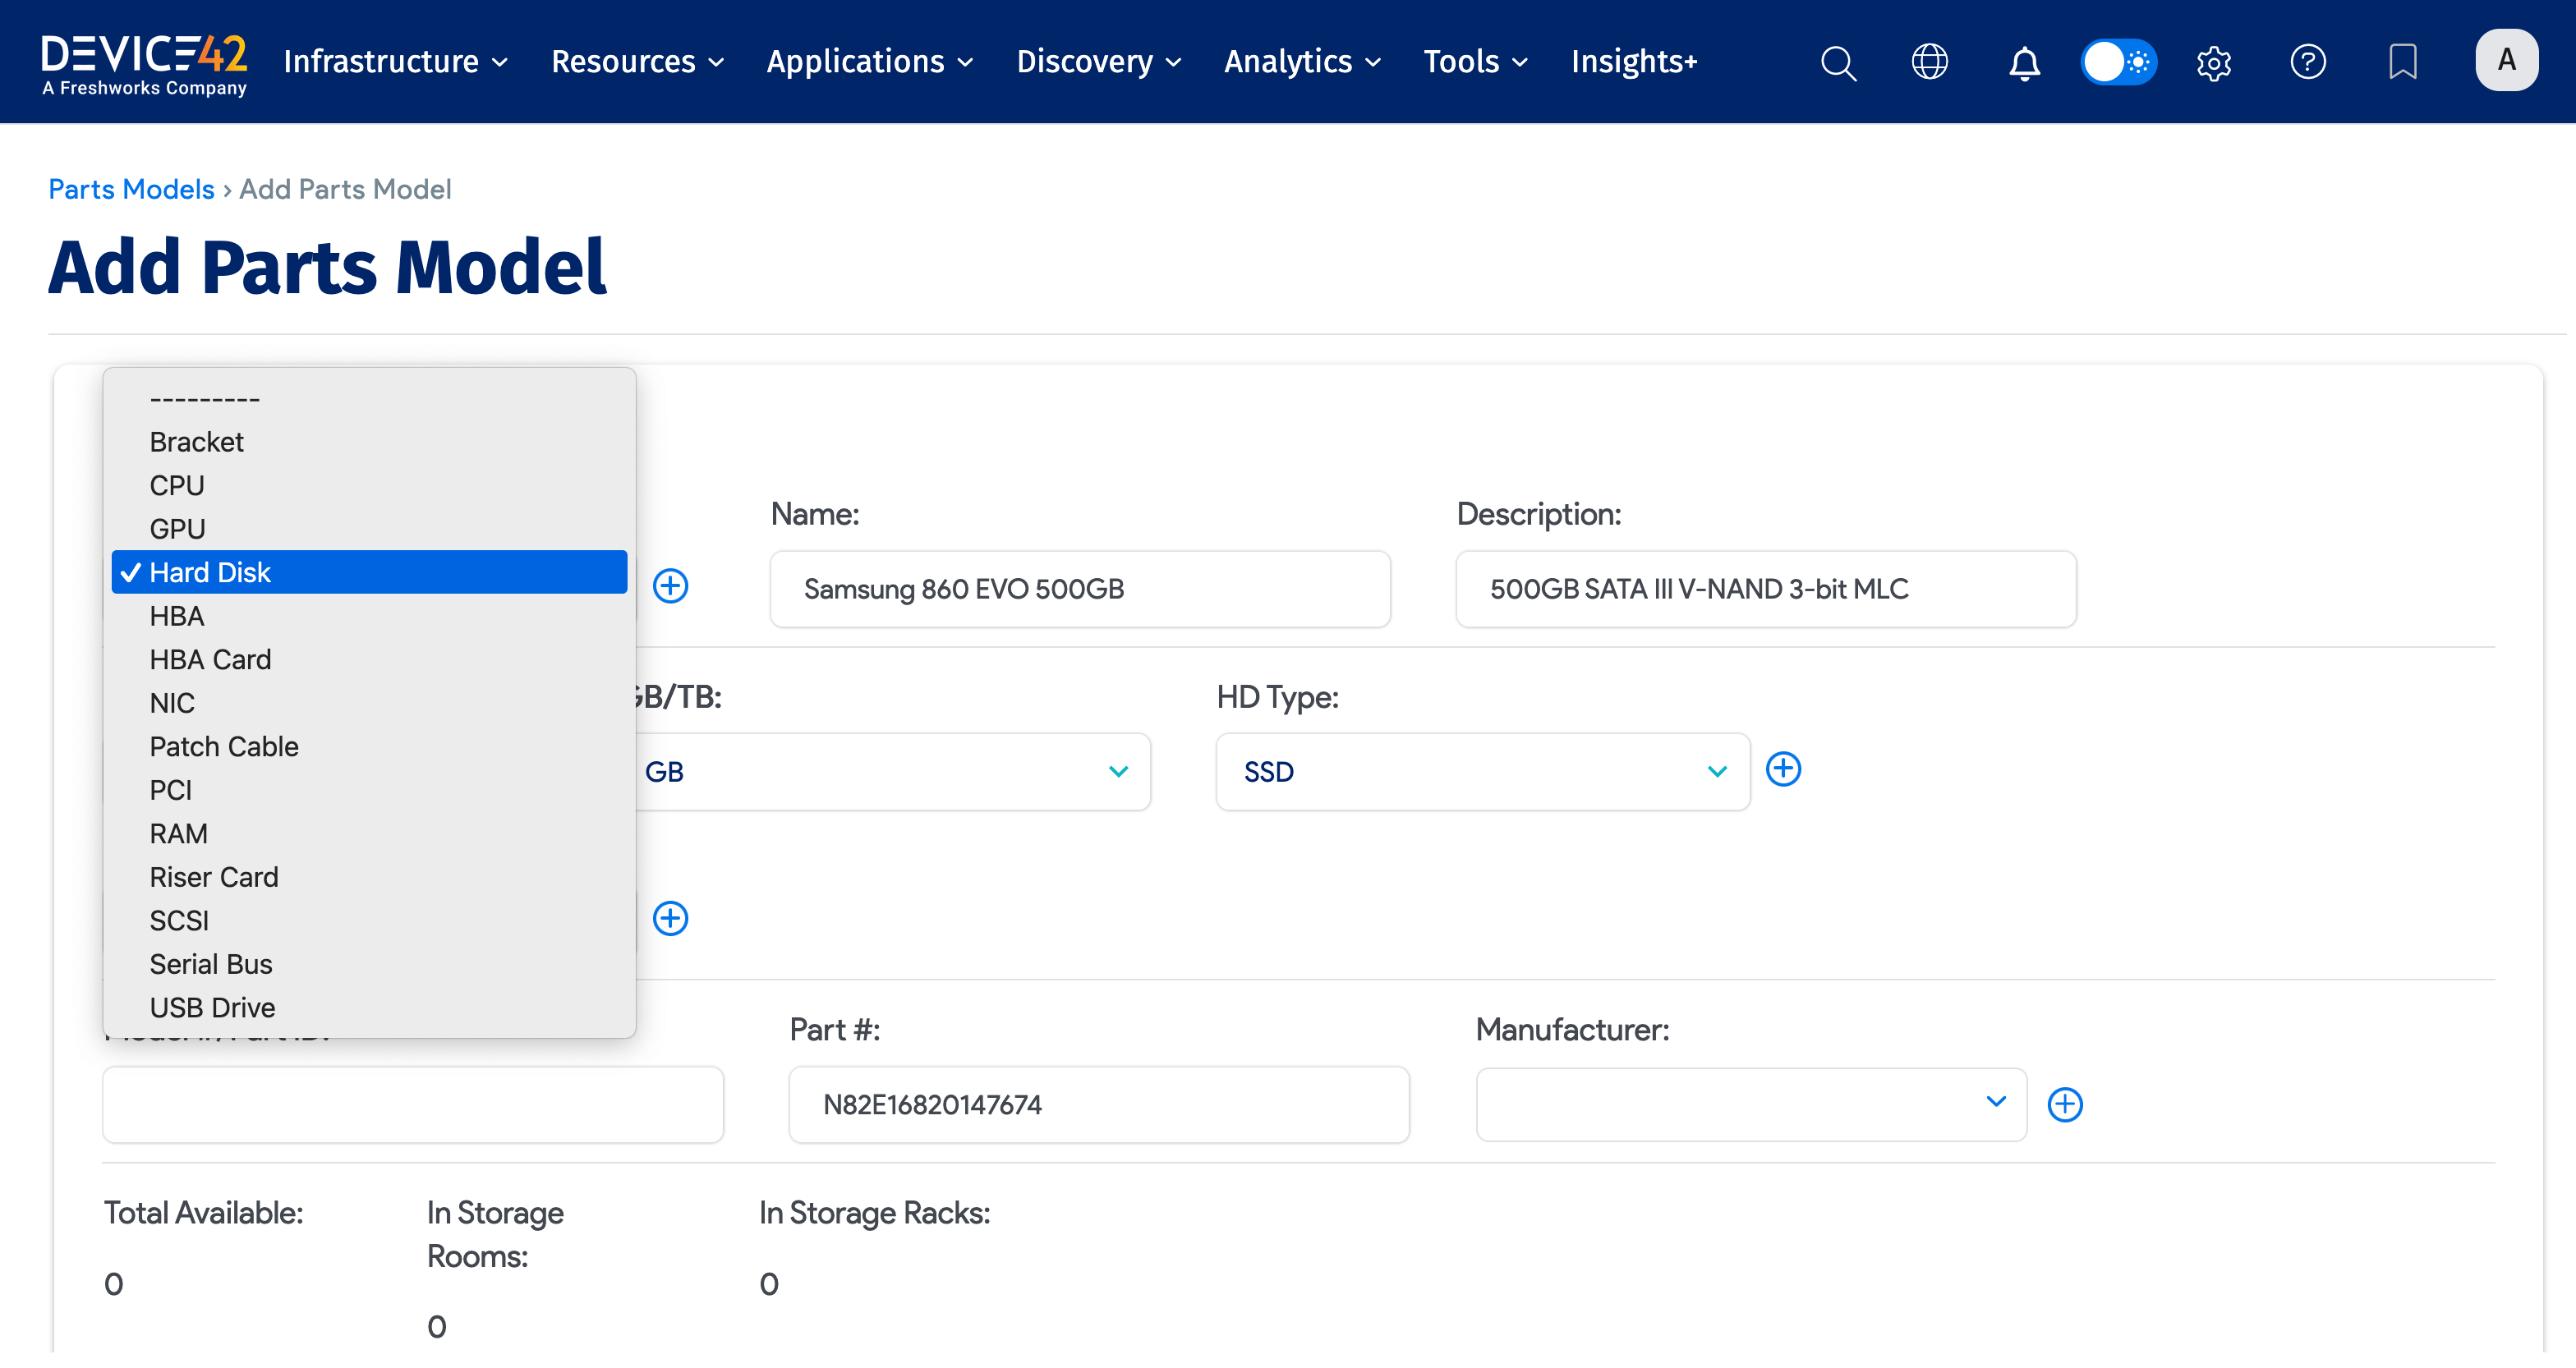 DEVICE42
A Freshworks Company
Infrastructure
Resources
Applications
Discovery
Analytics
Tools
Insights+
A
Parts Models › Add Parts Model
Add Parts Model
---------
Bracket
CPU
GPU
✓ Hard Disk
HBA
HBA Card
NIC
Patch Cable
PCI
RAM
Riser Card
SCSI
Serial Bus
USB Drive
Name:
Samsung 860 EVO 500GB
Description:
500GB SATA III V-NAND 3-bit MLC
GB/TB:
GB
HD Type:
SSD
Part #:
N82E16820147674
Manufacturer:
Total Available:
0
In Storage
Rooms:
0
In Storage Racks:
0